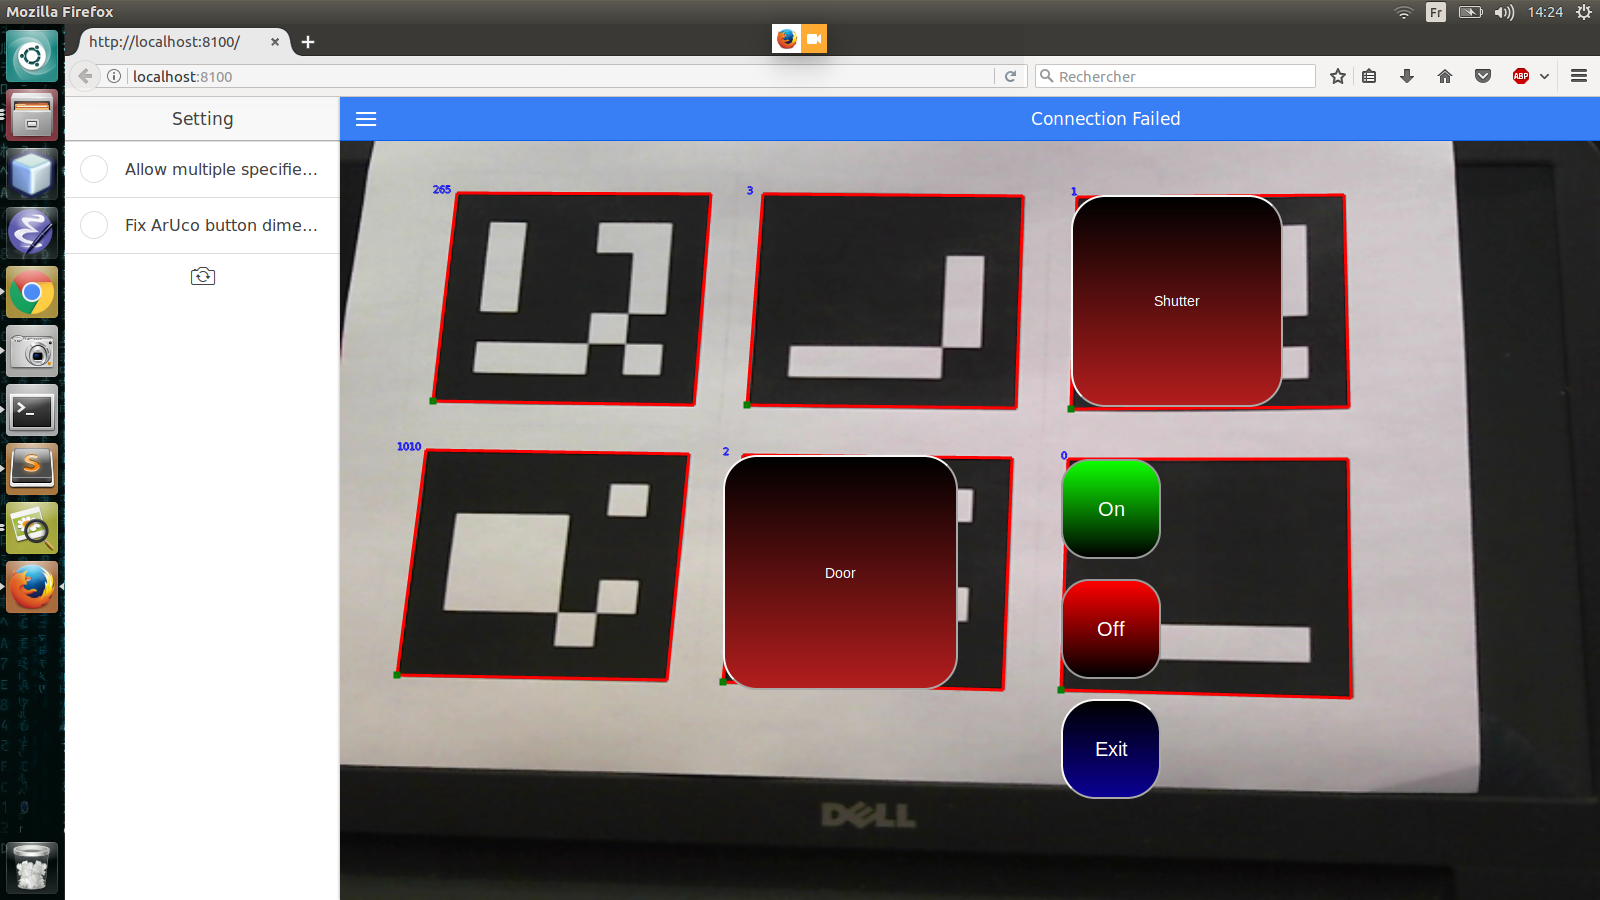 Mozilla Firefox
Fr
14:24
http://localhost:8100/
localhost:8100
Rechercher
ABP
Setting
Connection Failed
Allow multiple specifie...
Fix ArUco button dime...
265
3
1
Shutter
1010
2
Door
0
On
Off
Exit
DELL